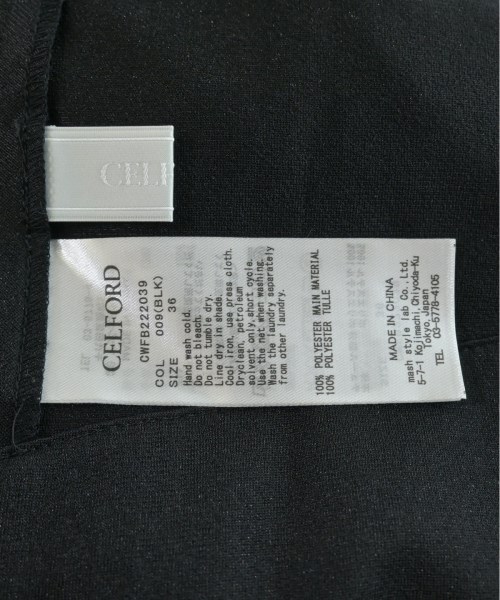 CELI
CELFORD
CWFB222039
COL 009(BLK)
SIZE 36
Hand wash cold.
Do not bleach.
Do not tumble dry.
Line dry in shade.
Cool iron, use press cloth.
Dryclean, petroleum
solvent only,short cycle.
Use the net when washing.
Wash the laundry separately
from other laundry.
100% POLYESTER MAIN MATERIAL
100% POLYESTER TULLE
MADE IN CHINA
mash style lab Co.,Ltd.
5-7-1 Kojimachi,Chiyoda-Ku
Tokyo,Japan
TEL 03-5778-4105